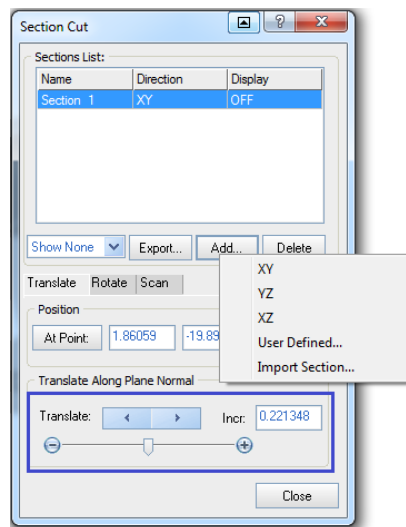 Section Cut
Sections List:
Name Direction Display
Section 1 XY OFF
Show None Export... Add... Delete
XY
YZ
XZ
User Defined...
Import Section...
Translate Rotate Scan
Position
At Point: 1.86059 -19.89
Translate Along Plane Normal
Translate: Incr: 0.221348
Close